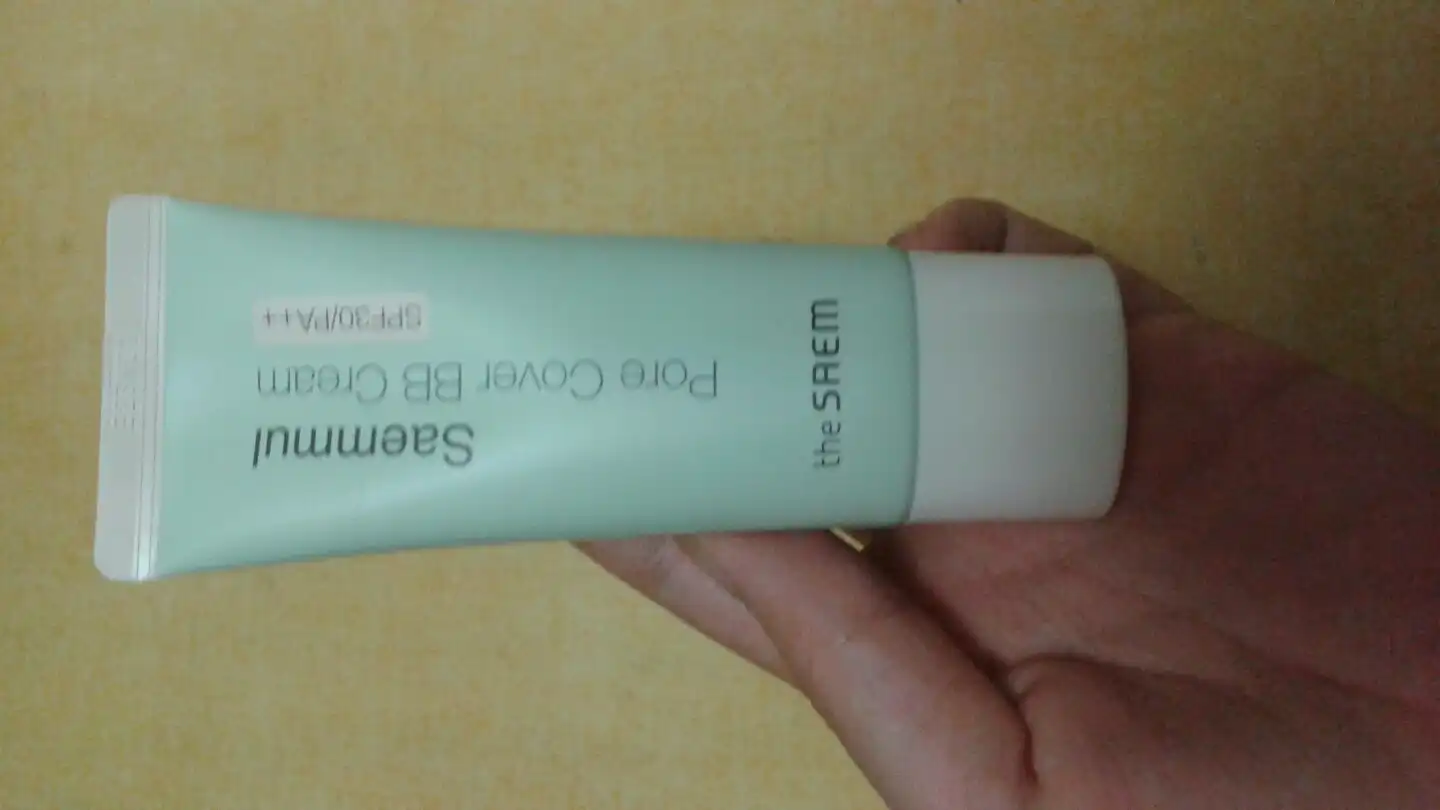 Saemmul
Pore Cover BB Cream
SPF30/PA++
the SAEM